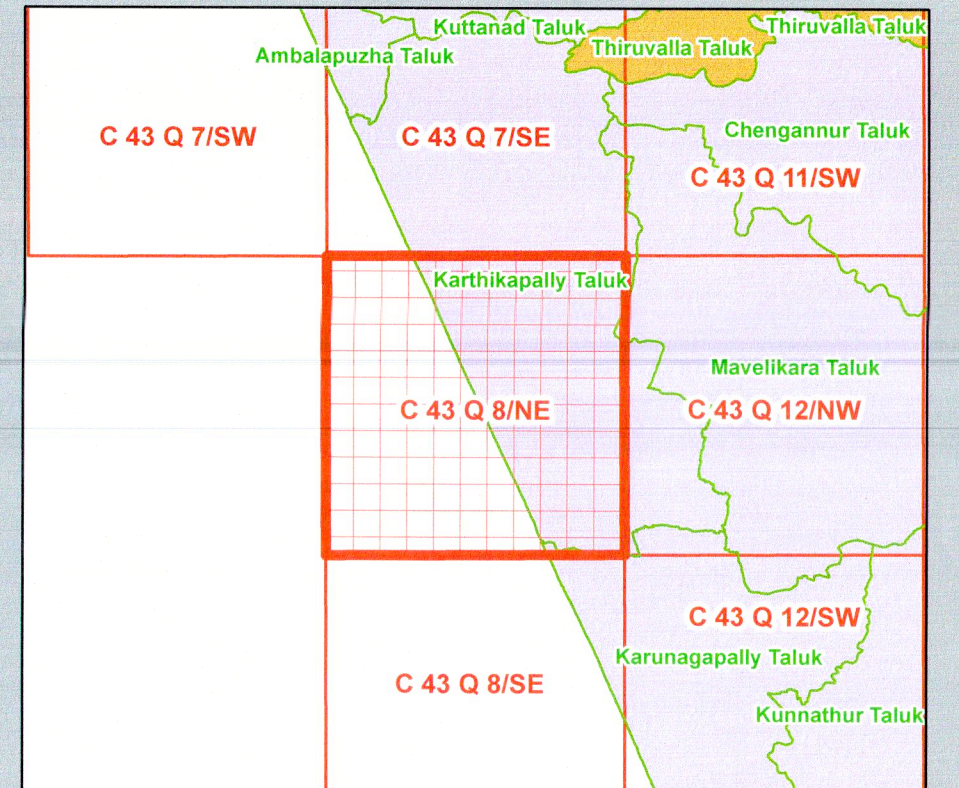 Kuttanad Taluk
Thiruvalla Taluk
Thiruvalla Taluk
Ambalapuzha Taluk
C 43 Q 7/SW
C 43 Q 7/SE
Chengannur Taluk
C 43 Q 11/SW
Karthikapally Taluk
Mavelikara Taluk
C 43 Q 8/NE
C 43 Q 12/NW
C 43 Q 12/SW
Karunagapally Taluk
C 43 Q 8/SE
Kunnathur Taluk